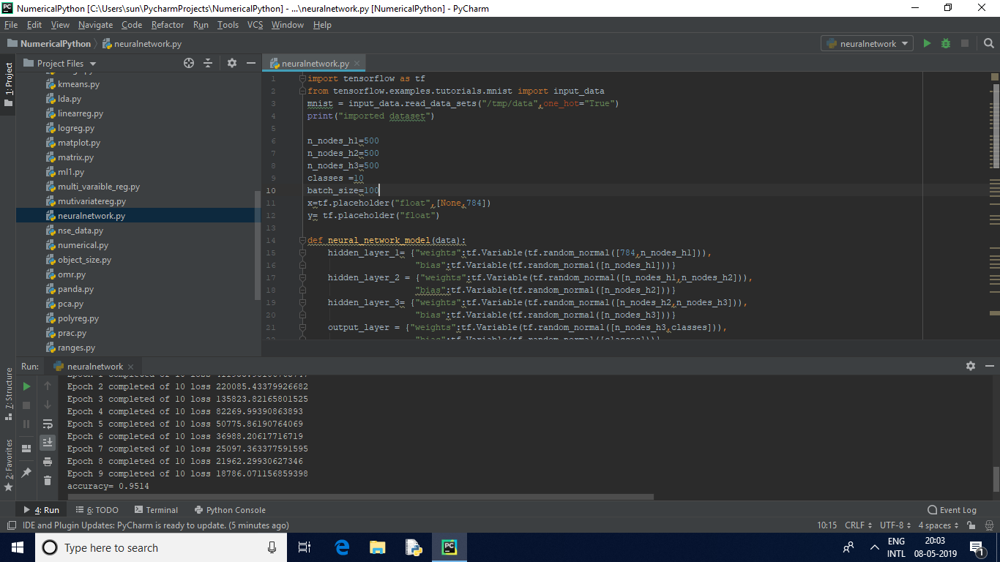 NumericalPython [C:\Users\sun\PycharmProjects\NumericalPython] - ...\neuralnetwork.py [NumericalPython] - PyCharm
File Edit View Navigate Code Refactor Run Tools VCS Window Help
NumericalPython neuralnetwork.py neuralnetwork
1: Project
Project Files
kmeans.py
lda.py
linearreg.py
logreg.py
matplot.py
matrix.py
ml1.py
multi_varaible_reg.py
mutivariatereg.py
neuralnetwork.py
nse_data.py
numerical.py
object_size.py
omr.py
panda.py
pca.py
polyreg.py
prac.py
ranges.py
neuralnetwork.py
1 import tensorflow as tf
2 from tensorflow.examples.tutorials.mnist import input_data
3 mnist = input_data.read_data_sets("/tmp/data",one_hot="True")
4 print("imported dataset")
5
6 n_nodes_h1=500
7 n_nodes_h2=500
8 n_nodes_h3=500
9 classes =10
10 batch_size=100
11 x=tf.placeholder("float",[None,784])
12 y= tf.placeholder("float")
13
14 def neural_network_model(data):
15 hidden_layer_1= {"weights":tf.Variable(tf.random_normal([784,n_nodes_h1])),
16 "bias":tf.Variable(tf.random_normal([n_nodes_h1]))}
17 hidden_layer_2 = {"weights":tf.Variable(tf.random_normal([n_nodes_h1,n_nodes_h2])),
18 "bias":tf.Variable(tf.random_normal([n_nodes_h2]))}
19 hidden_layer_3= {"weights":tf.Variable(tf.random_normal([n_nodes_h2,n_nodes_h3])),
20 "bias":tf.Variable(tf.random_normal([n_nodes_h3]))}
21 output_layer = {"weights":tf.Variable(tf.random_normal([n_nodes_h3,classes])),
22 "bias":tf.Variable(tf.random_normal([classes]))}
7: Structure
2: Favorites
Run: neuralnetwork
Epoch 1 completed of 10 loss
Epoch 2 completed of 10 loss 220085.43379926682
Epoch 3 completed of 10 loss 135823.82165801525
Epoch 4 completed of 10 loss 82269.99390863893
Epoch 5 completed of 10 loss 50775.86190764069
Epoch 6 completed of 10 loss 36988.20617716719
Epoch 7 completed of 10 loss 25097.363377591595
Epoch 8 completed of 10 loss 21962.29930627346
Epoch 9 completed of 10 loss 18786.071156859398
accuracy= 0.9514
4: Run 6: TODO Terminal Python Console Event Log
IDE and Plugin Updates: PyCharm is ready to update. (5 minutes ago) 10:15 CRLF UTF-8 4 spaces
Type here to search
PC
ENG
INTL
20:03
08-05-2019
1